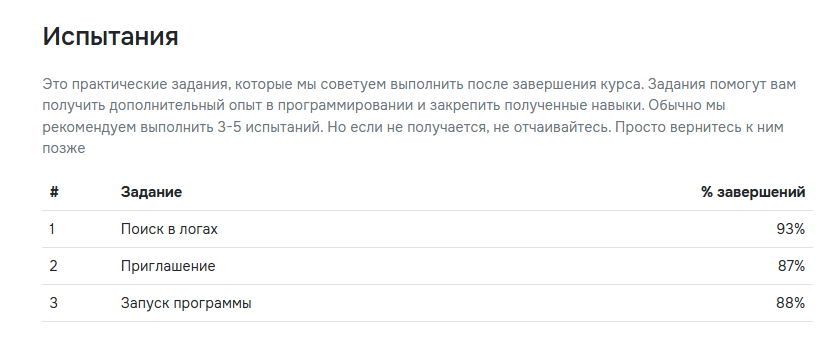 Испытания
Это практические задания, которые мы советуем выполнить после завершения курса. Задания помогут вам
получить дополнительный опыт в программировании и закрепить полученные навыки. Обычно мы
рекомендуем выполнить 3-5 испытаний. Но если не получается, не отчаивайтесь. Просто вернитесь к ним
позже
# Задание % завершений
1 Поиск в логах 93%
2 Приглашение 87%
3 Запуск программы 88%